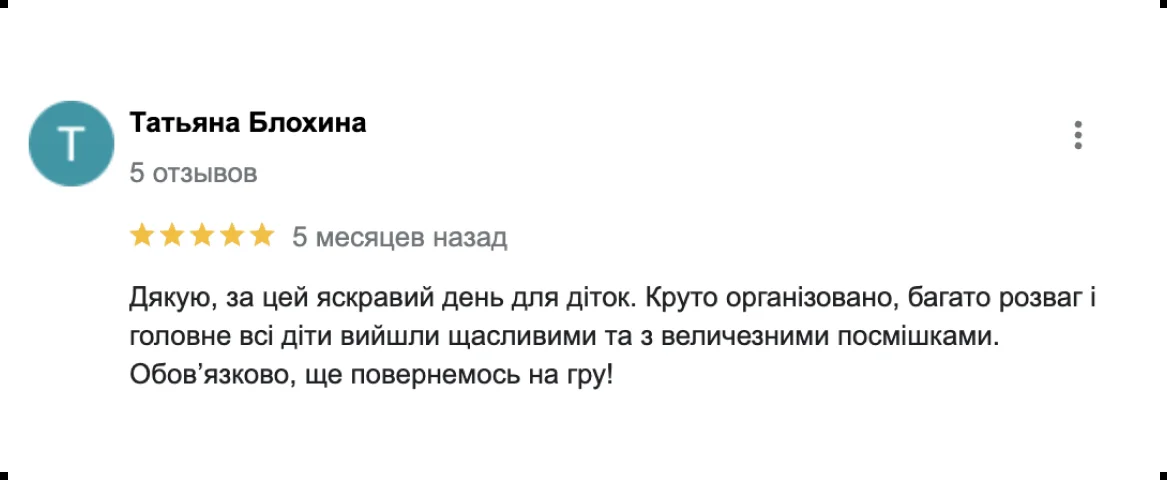 Т
Татьяна Блохина
5 отзывов
5 месяцев назад
Дякую, за цей яскравий день для діток. Круто організовано, багато розваг і
головне всі діти вийшли щасливими та з величезними посмішками.
Обов’язково, ще повернемось на гру!